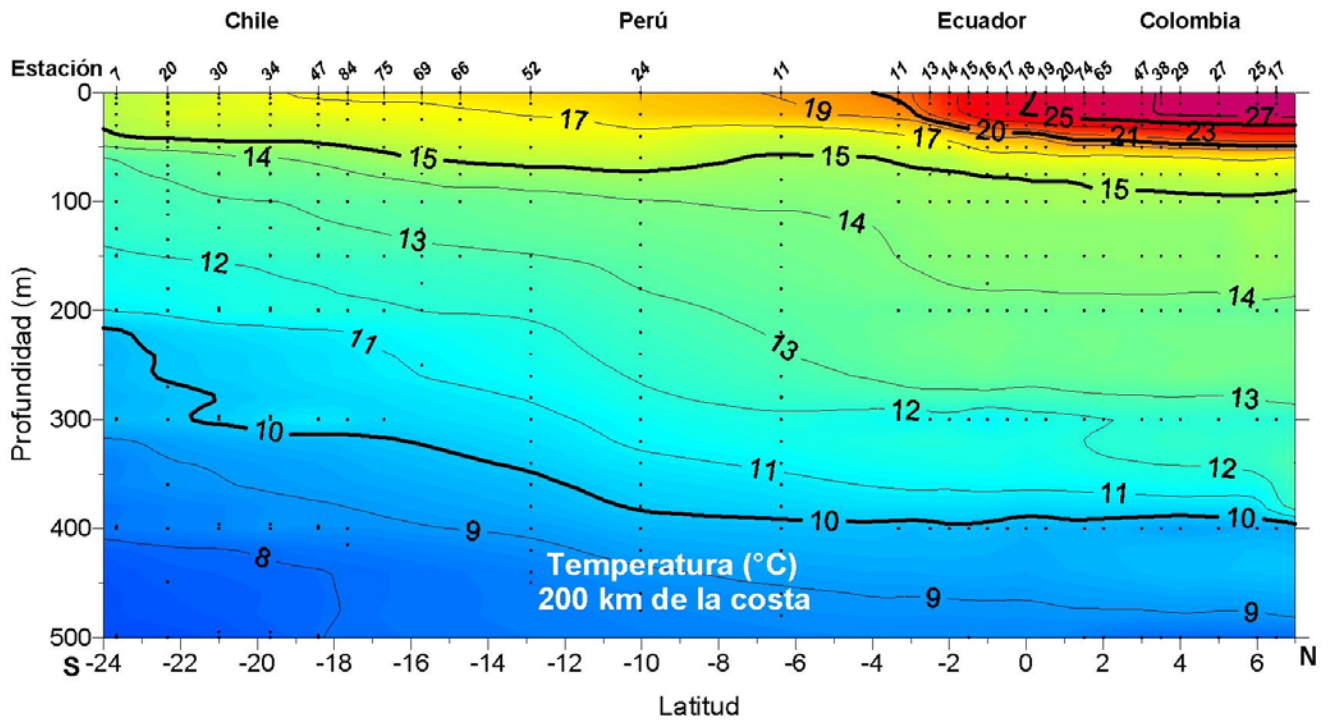 Chile Perú Ecuador Colombia
Estación 7 20 30 34 47 84 75 69 66 52 24 11 11 13 14 15 16 17 18 19 20 14 65 47 38 29 27 25 17
0
100
200
300
400
500
Profundidad (m)
17 19 17 20 25 21 23 27
14 15 15 15
14 14
13 13 13
12 12 12
11 11 11
10 10 10
9 9 9
8
Temperatura (°C)
200 km de la costa
S -24 -22 -20 -18 -16 -14 -12 -10 -8 -6 -4 -2 0 2 4 6 N
Latitud